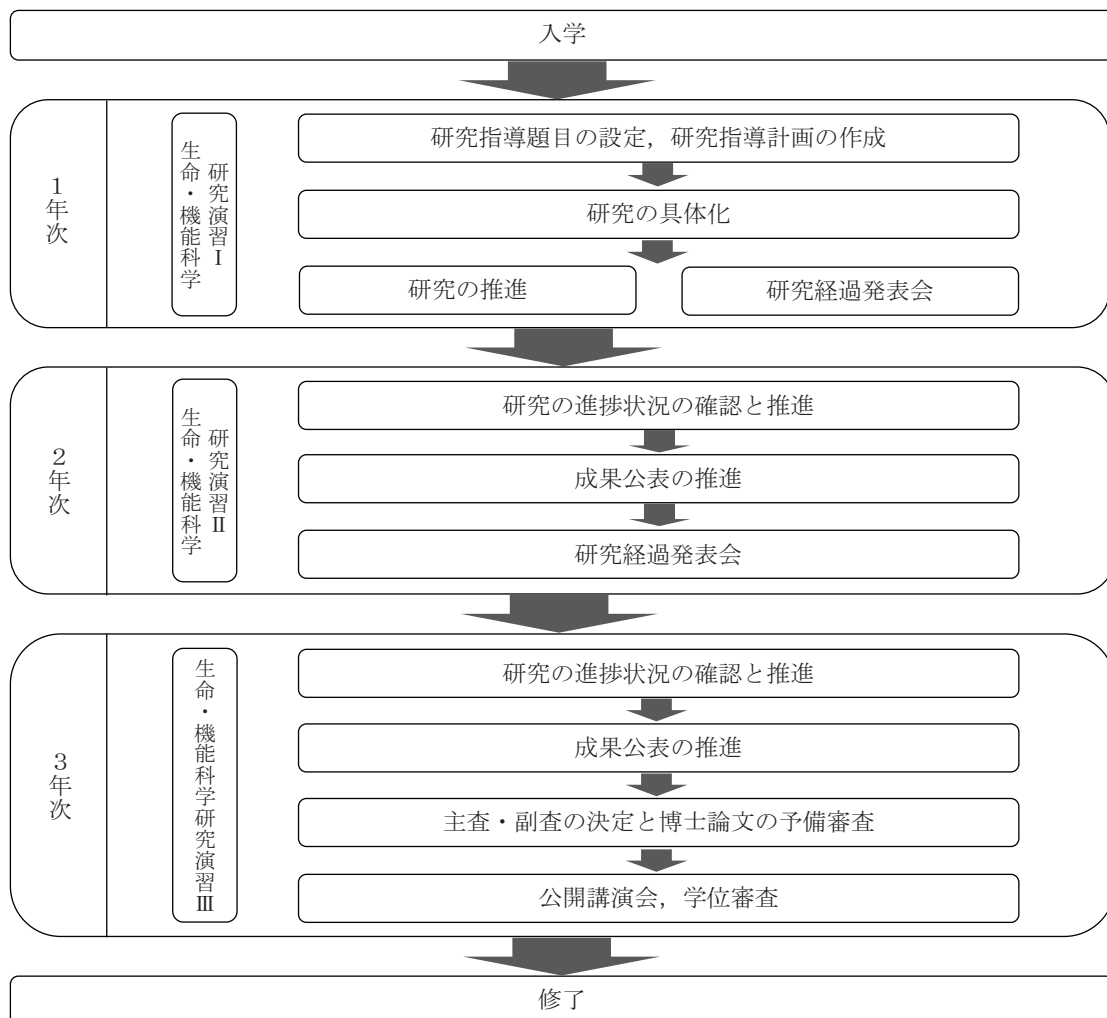 入学
1年次
生命・機能科学
研究演習Ⅰ
研究指導題目の設定，研究指導計画の作成
研究の具体化
研究の推進
研究経過発表会
2年次
生命・機能科学
研究演習Ⅱ
研究の進捗状況の確認と推進
成果公表の推進
研究経過発表会
3年次
生命・機能科学研究演習Ⅲ
研究の進捗状況の確認と推進
成果公表の推進
主査・副査の決定と博士論文の予備審査
公開講演会，学位審査
修了